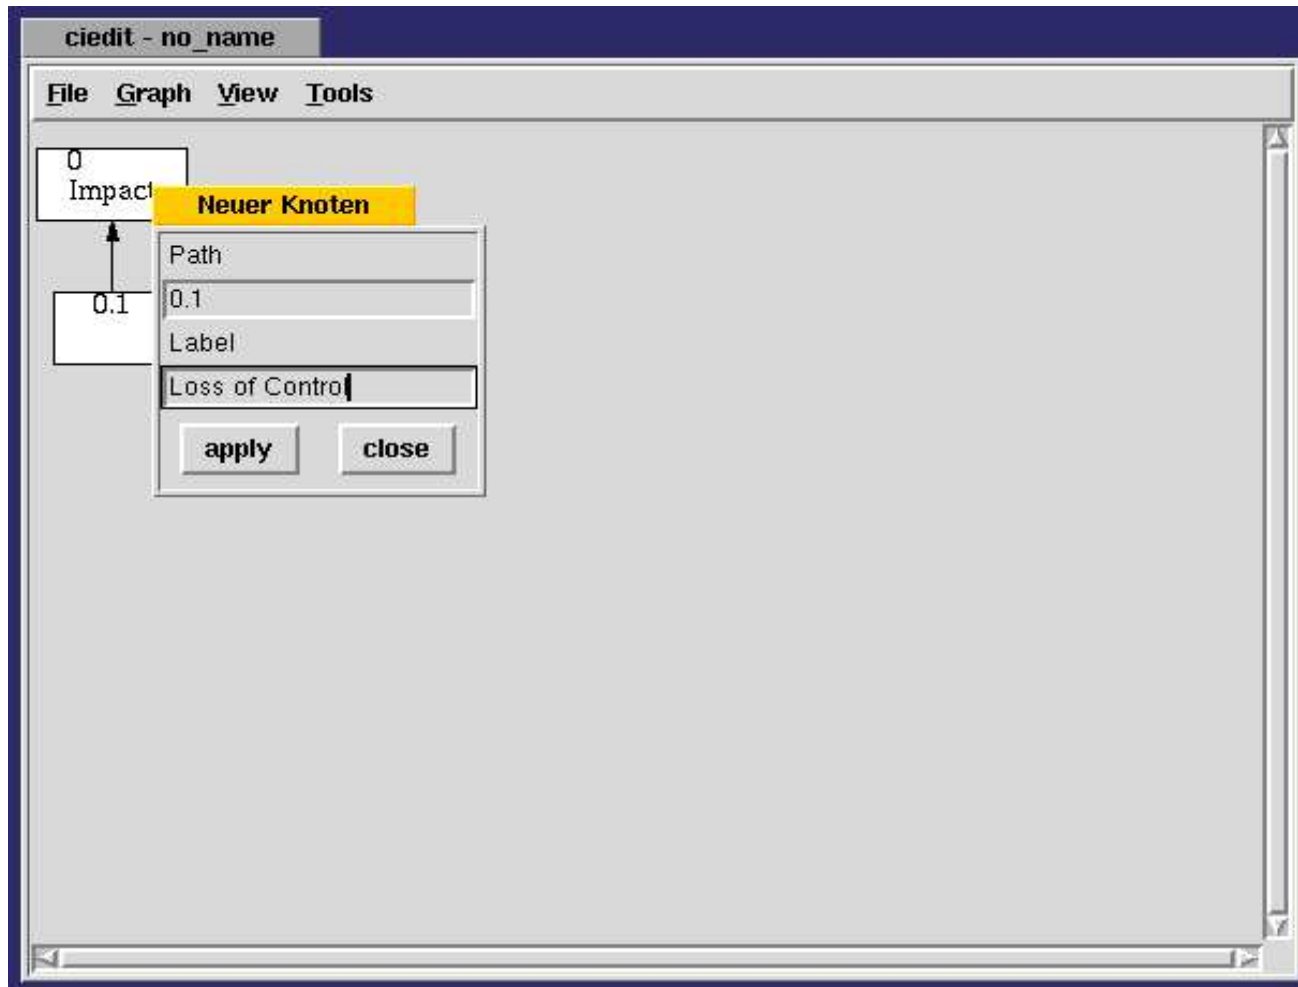 ciedit - no_name
File Graph View Tools
0
Impact
Neuer Knoten
Path
0.1
0.1
Label
Loss of Control
apply close